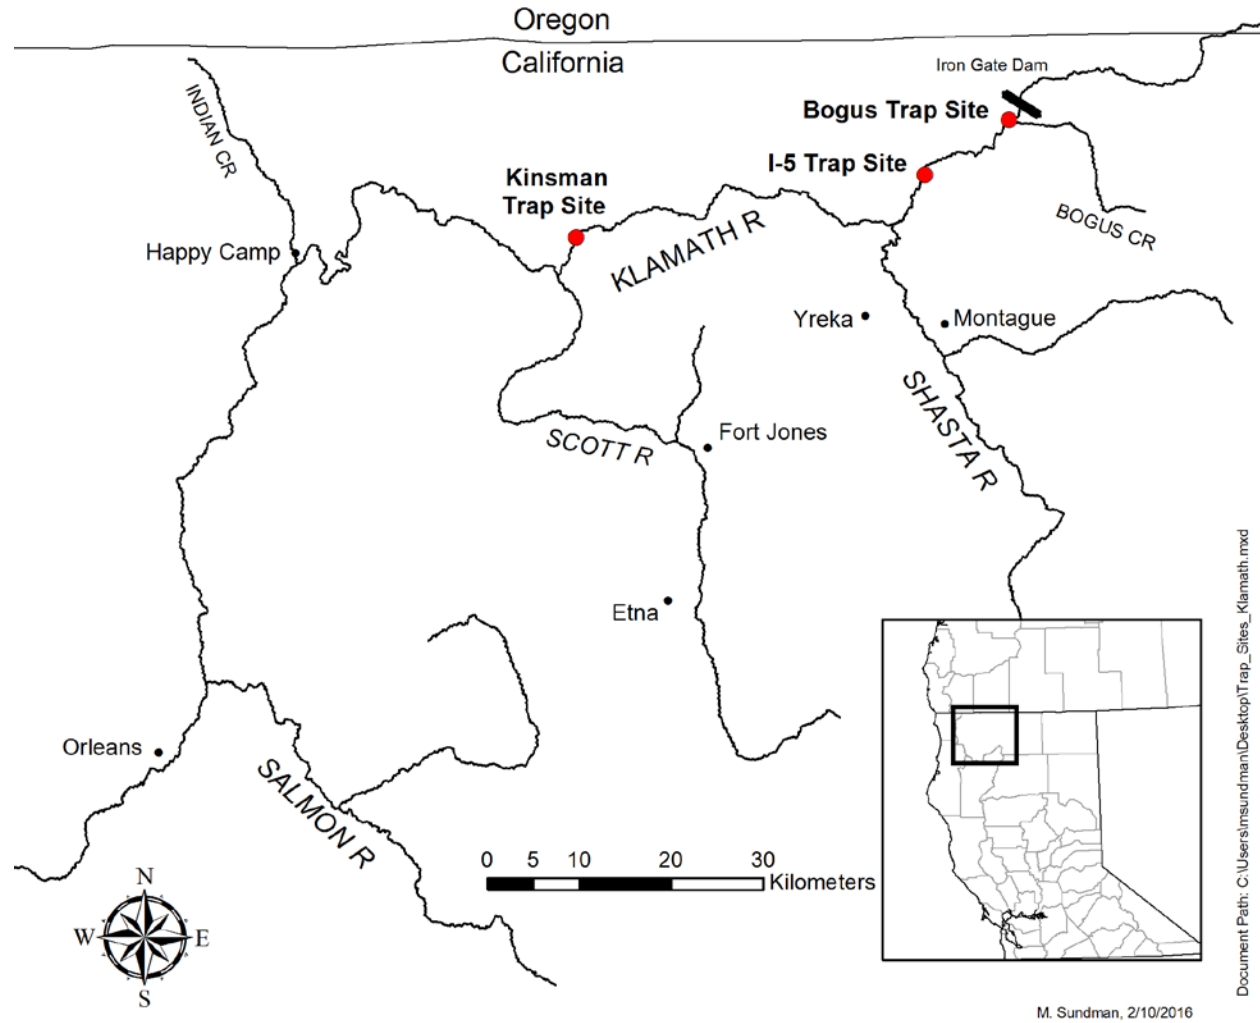 Oregon
California
Iron Gate Dam
INDIAN CR
Bogus Trap Site
I-5 Trap Site
Kinsman
Trap Site
BOGUS CR
KLAMATH R
Happy Camp
Yreka
Montague
SHASTA R
SCOTT R
Fort Jones
Etna
Orleans
SALMON R
0 5 10 20 30
Kilometers
N
W E
S
Document Path: C:\Users\msundman\Desktop\Trap_Sites_Klamath.mxd
M. Sundman, 2/10/2016